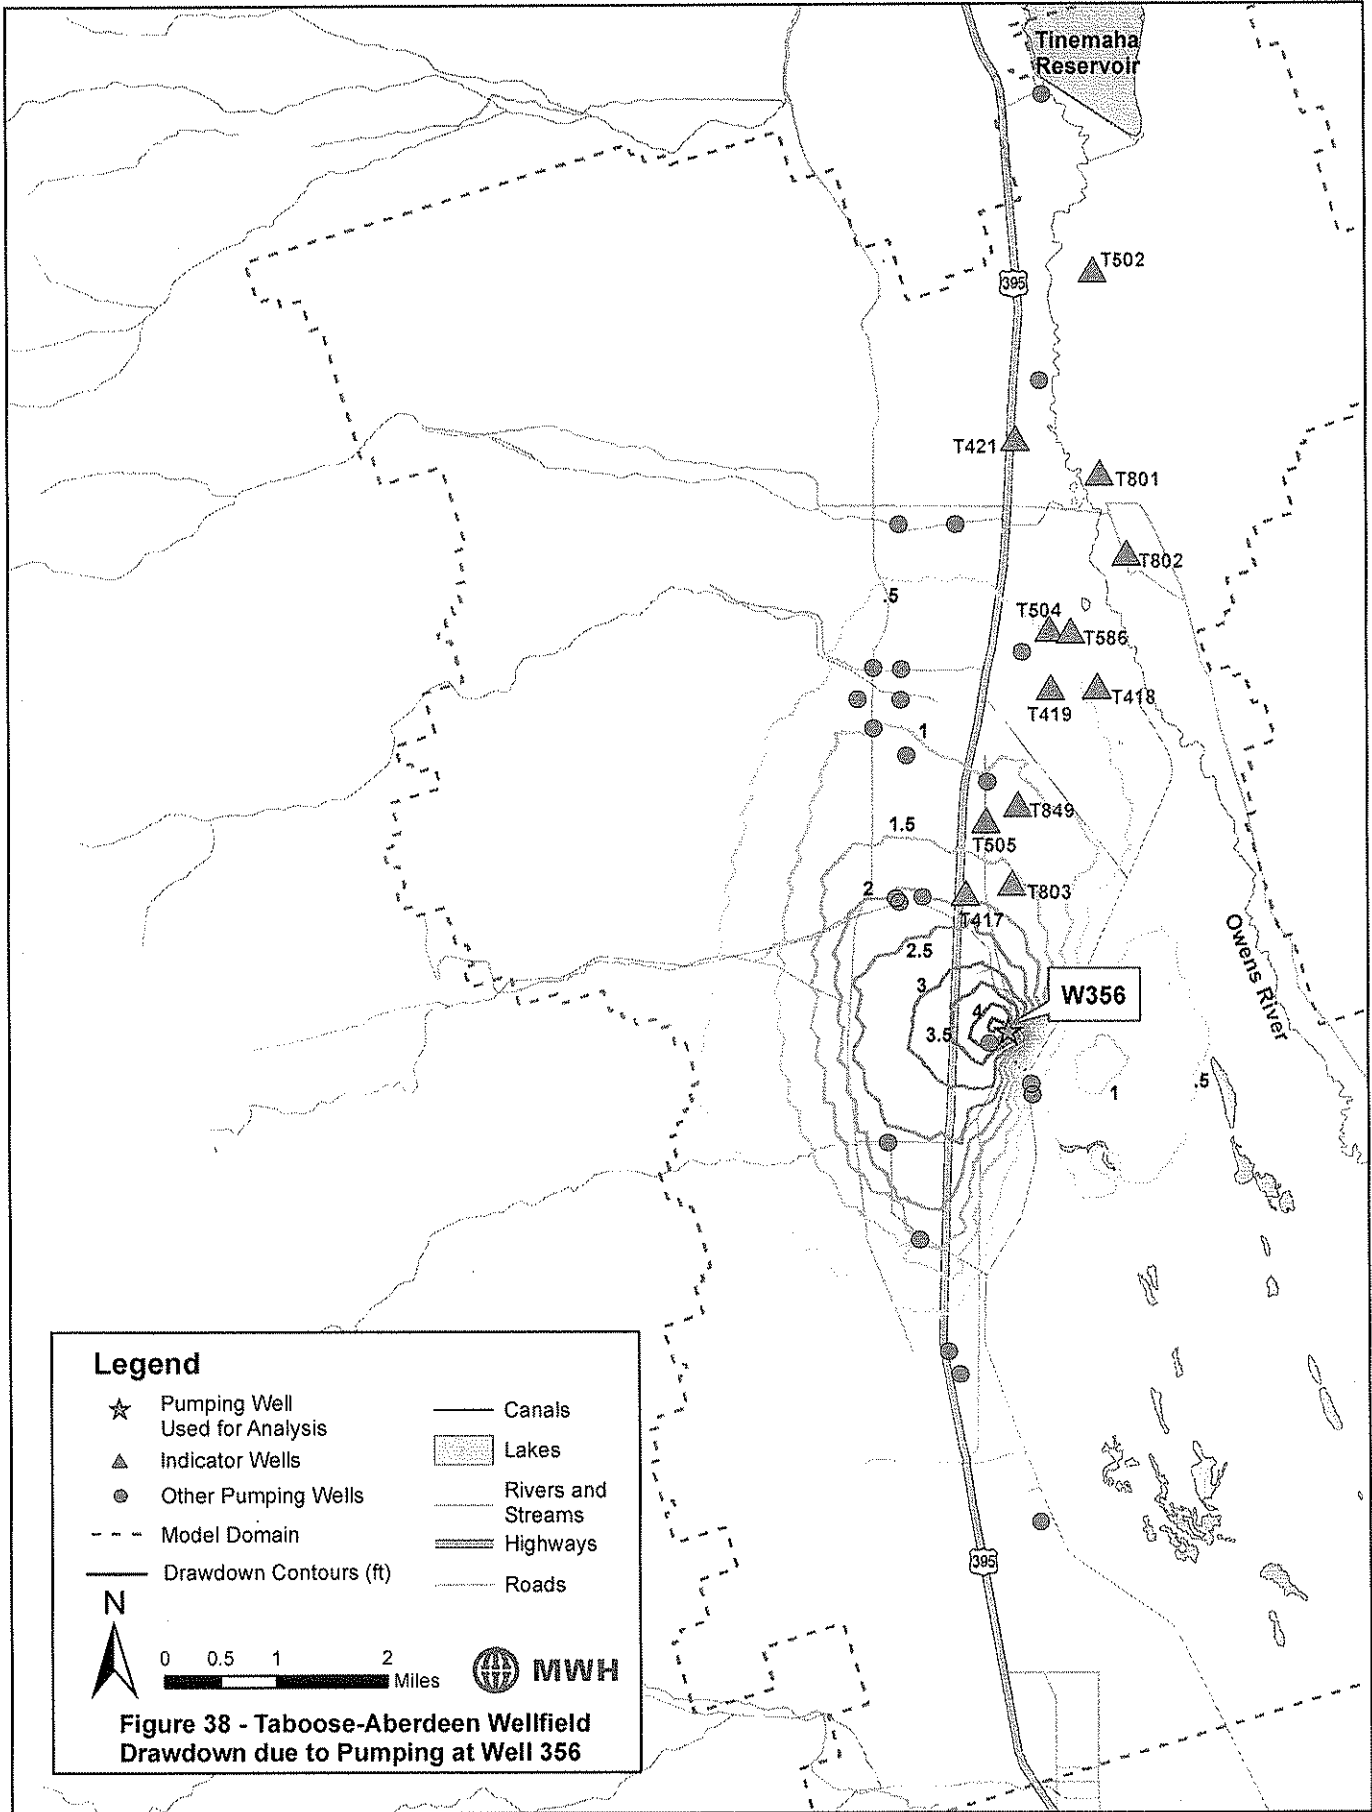 Tinemaha
Reservoir
T502
395
T421
T801
T802
.5
T504
T586
T419
T418
1
T849
1.5
T505
2
T803
T417
2.5
Owens River
3
W356
4
3.5
.5
1
Legend
Pumping Well
Used for Analysis
Indicator Wells
Other Pumping Wells
Model Domain
Drawdown Contours (ft)
Canals
Lakes
Rivers and
Streams
Highways
Roads
395
N
0 0.5 1 2
Miles
MWH
Figure 38 - Taboose-Aberdeen Wellfield
Drawdown due to Pumping at Well 356